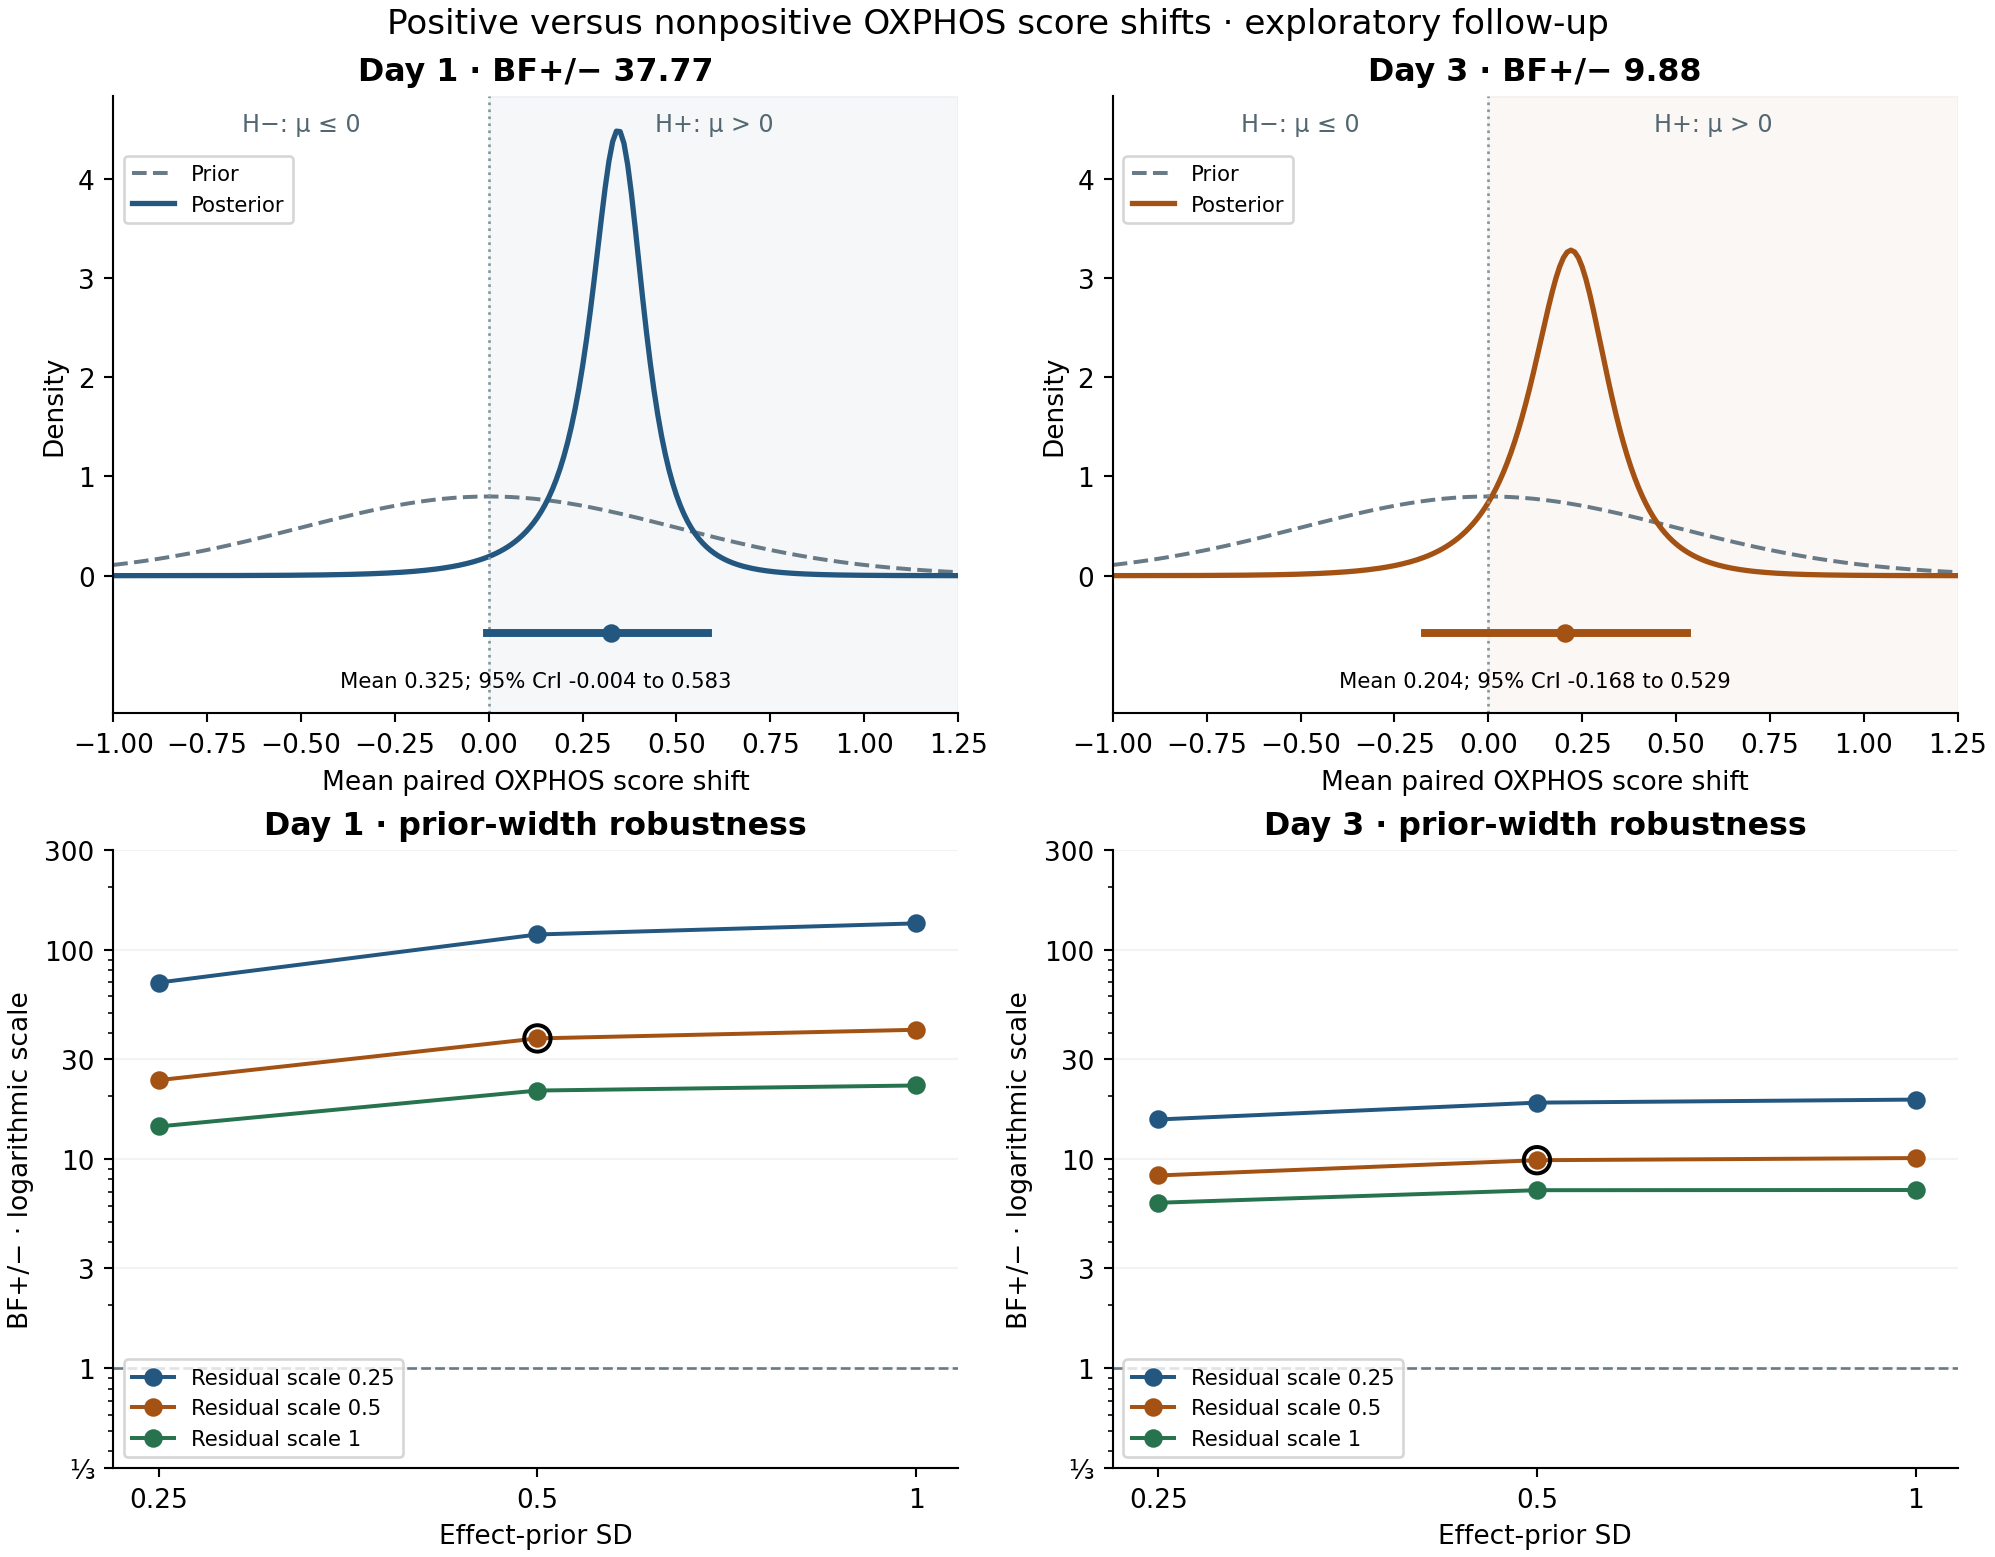 Positive versus nonpositive OXPHOS score shifts · exploratory follow-up
Day 1 · BF+/− 37.77
H−: μ ≤ 0
H+: μ > 0
Prior
Posterior
4
3
2
1
0
Density
Mean 0.325; 95% CrI -0.004 to 0.583
−1.00 −0.75 −0.50 −0.25 0.00 0.25 0.50 0.75 1.00 1.25
Mean paired OXPHOS score shift
Day 3 · BF+/− 9.88
H−: μ ≤ 0
H+: μ > 0
Prior
Posterior
4
3
2
1
0
Density
Mean 0.204; 95% CrI -0.168 to 0.529
−1.00 −0.75 −0.50 −0.25 0.00 0.25 0.50 0.75 1.00 1.25
Mean paired OXPHOS score shift
Day 1 · prior-width robustness
300
100
30
10
3
1
⅓
BF+/− · logarithmic scale
Residual scale 0.25
Residual scale 0.5
Residual scale 1
0.25 0.5 1
Effect-prior SD
Day 3 · prior-width robustness
300
100
30
10
3
1
⅓
BF+/− · logarithmic scale
Residual scale 0.25
Residual scale 0.5
Residual scale 1
0.25 0.5 1
Effect-prior SD